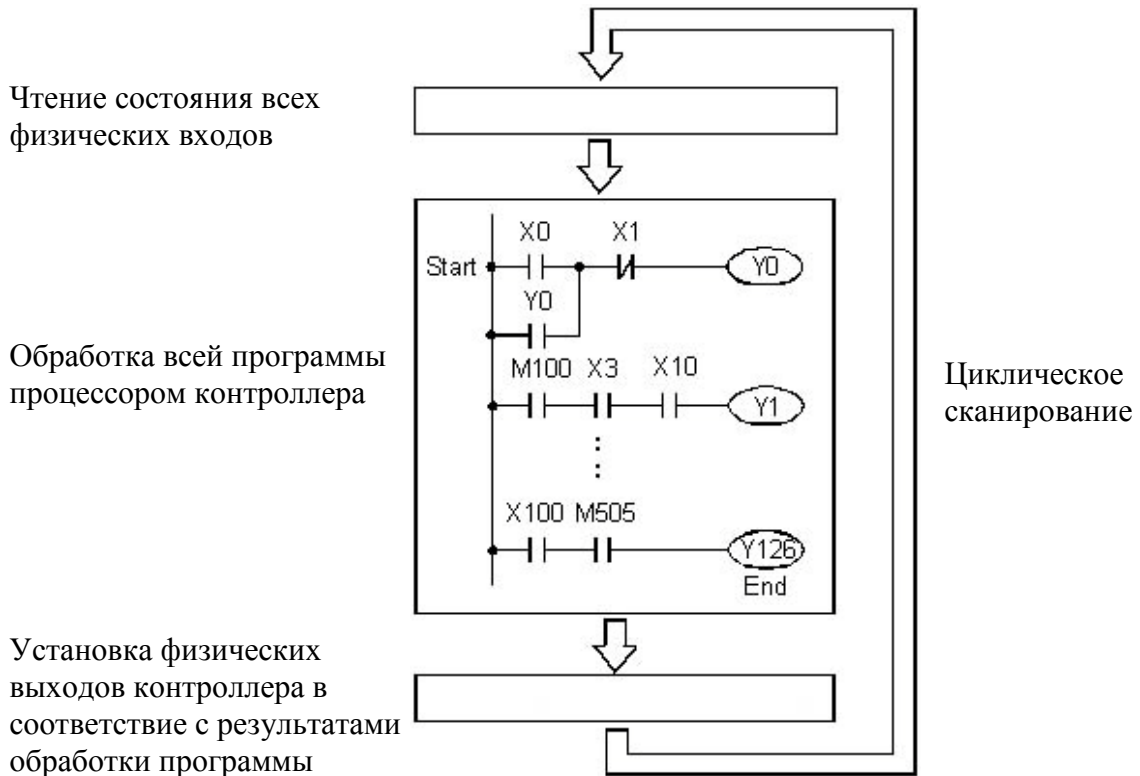 Чтение состояния всех
физических входов
X0 X1
Start Y0
Y0
Обработка всей программы
процессором контроллера
M100 X3 X10
Y1
Циклическое
сканирование
X100 M505
Y126
End
Установка физических
выходов контроллера в
соответствие с результатами
обработки программы